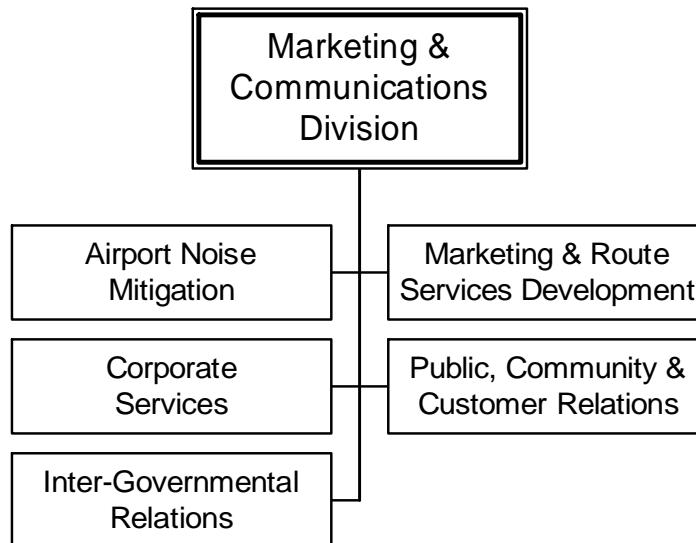 Marketing &
Communications
Division
Airport Noise
Mitigation
Marketing & Route
Services Development
Corporate
Services
Public, Community &
Customer Relations
Inter-Governmental
Relations